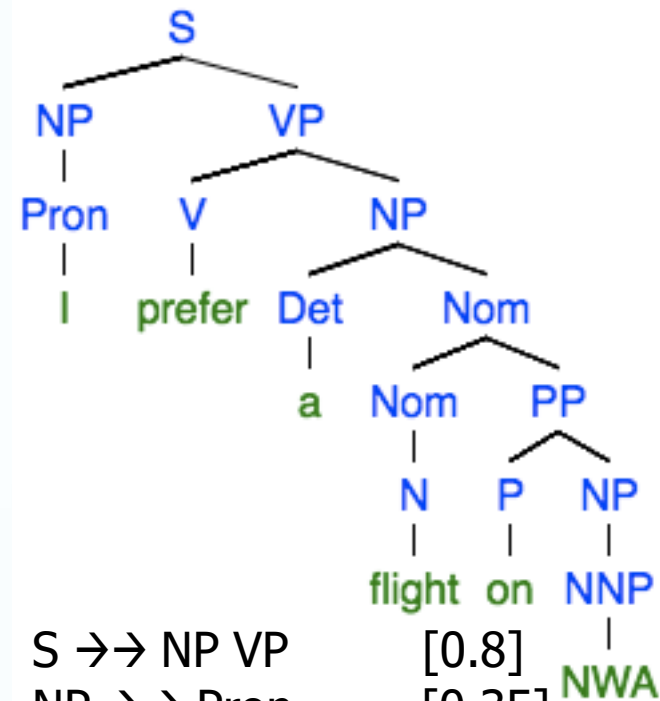 S
NP VP
Pron V NP
I prefer Det Nom
a Nom PP
N P NP
flight on NNP
S →→ NP VP [0.8]
NWA